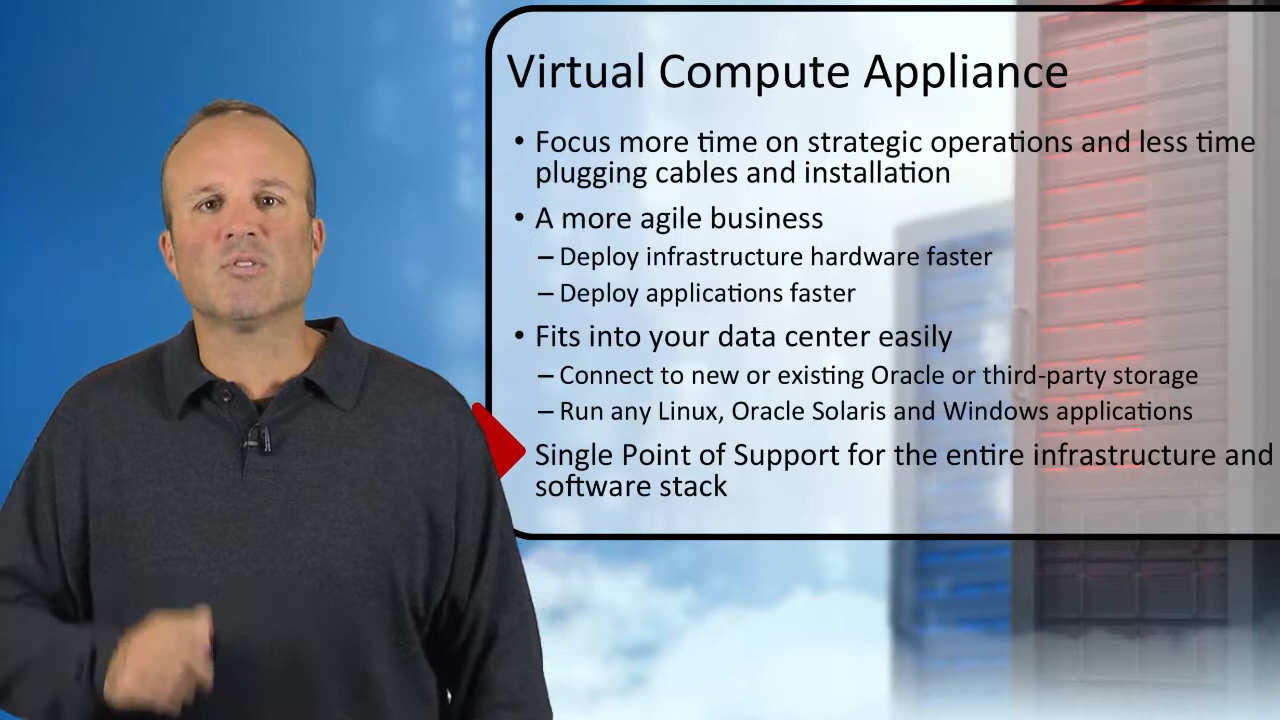 Virtual Compute Appliance
• Focus more time on strategic operations and less time
plugging cables and installation
• A more agile business
– Deploy infrastructure hardware faster
– Deploy applications faster
• Fits into your data center easily
– Connect to new or existing Oracle or third-party storage
– Run any Linux, Oracle Solaris and Windows applications
Single Point of Support for the entire infrastructure and
software stack